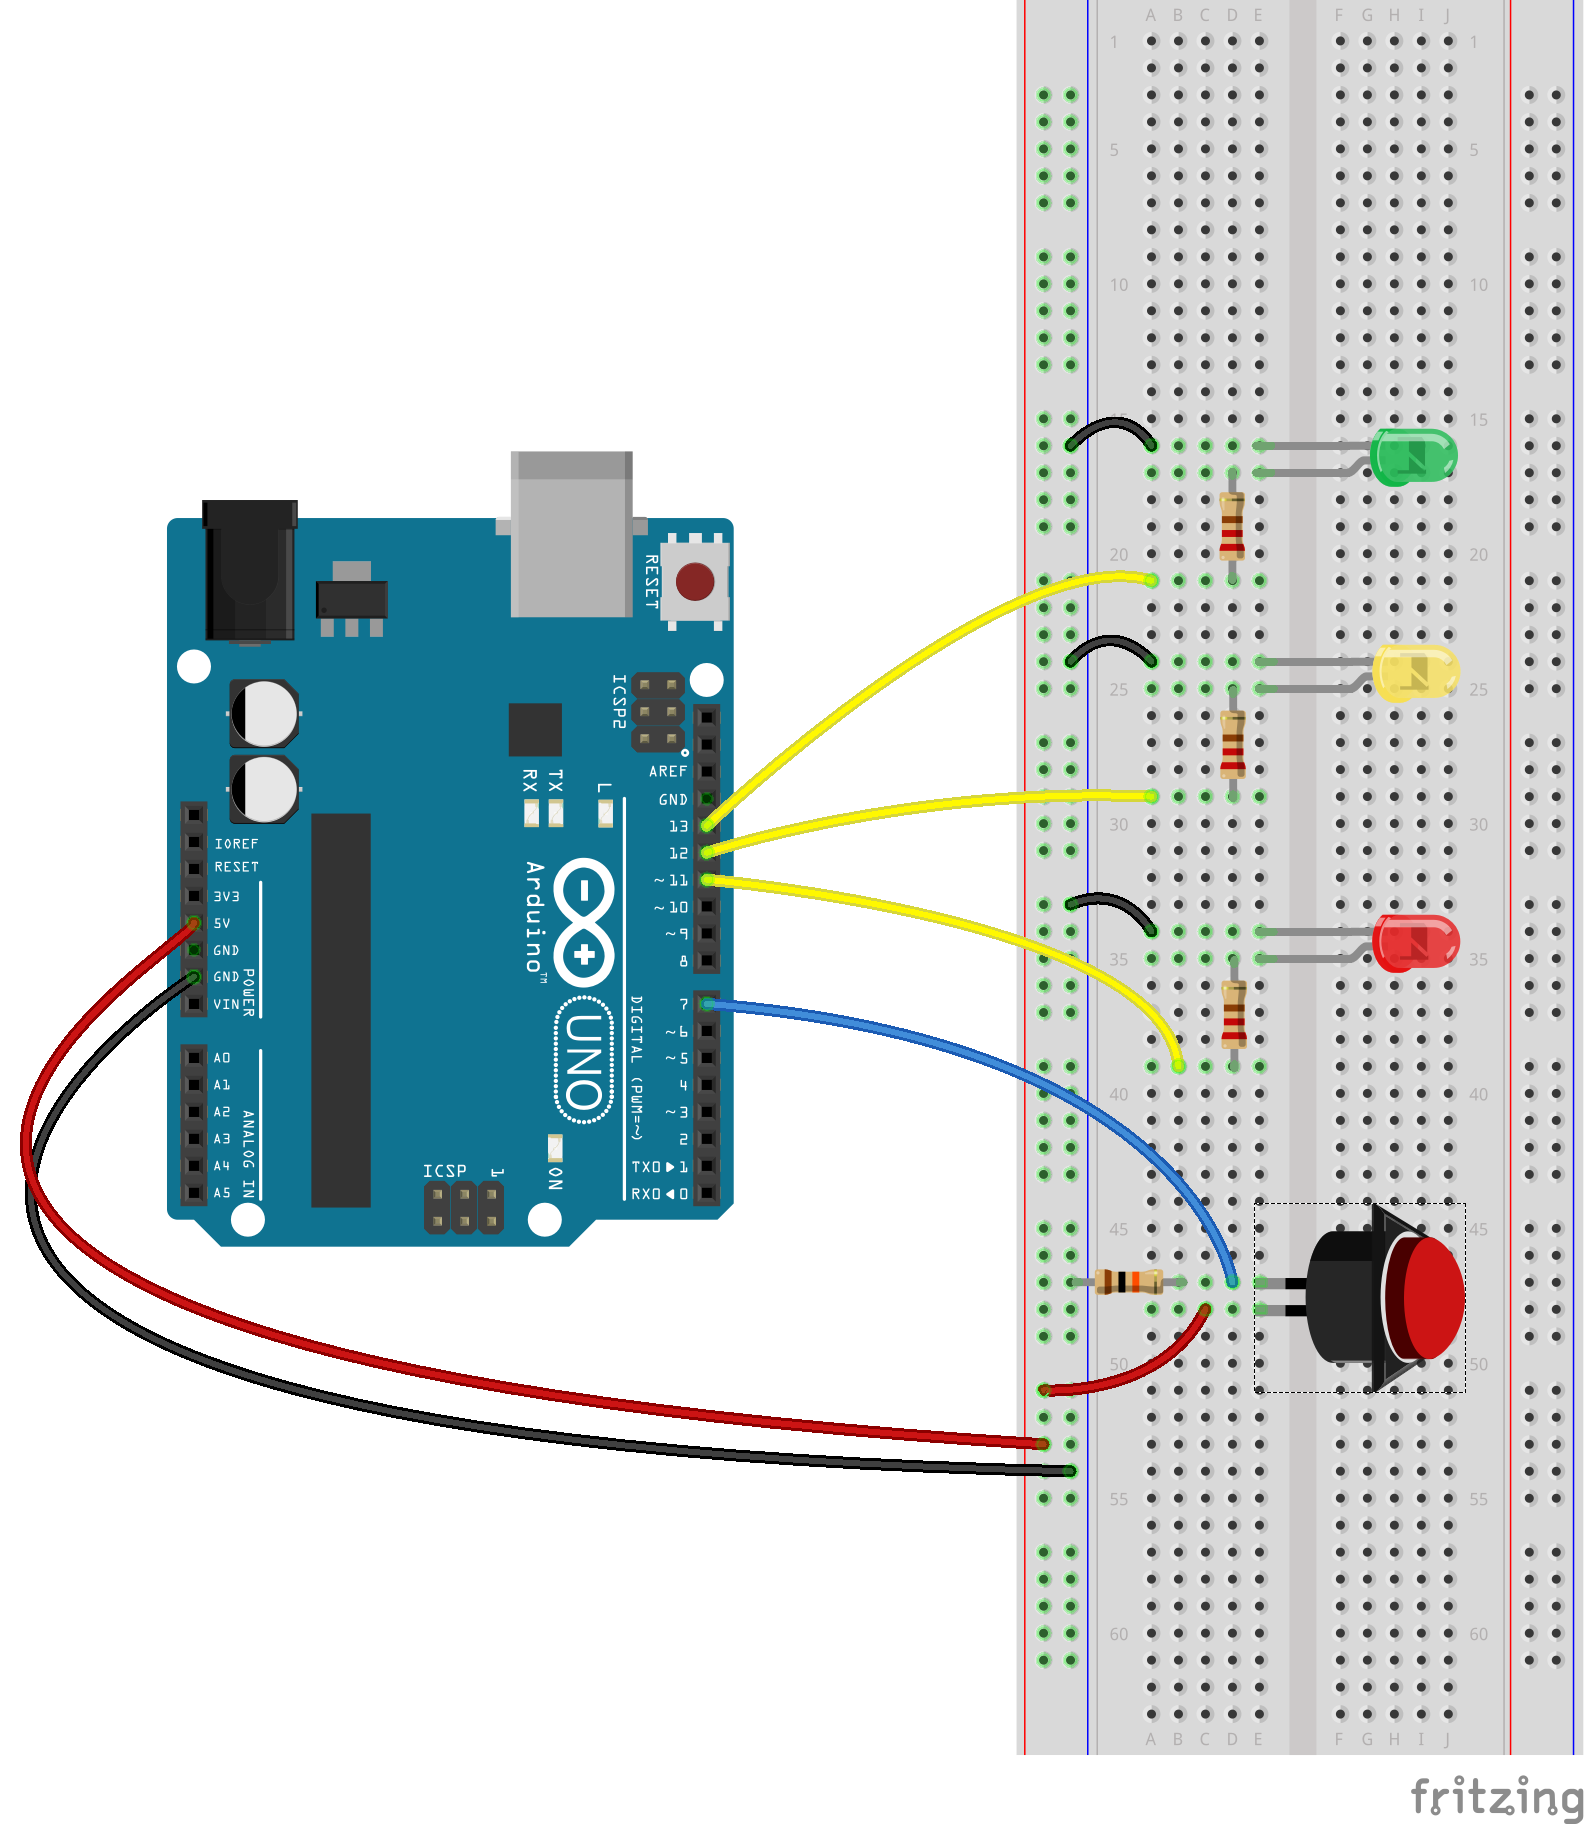 A B C D E F G H I J
1 1
5 5
10 10
15 15
20 20
25 25
30 30
35 35
40 40
45 45
50 50
55 55
60 60
A B C D E F G H I J
RESET
ICSP2
AREF
GND
13
12
~11
~10
~9
8
7
~6
~5
4
~3
2
TX0▶1
RX0◀0
DIGITAL (PWM=~)
RX
TX
L
Arduino™
UNO
IOREF
RESET
3V3
5V
GND
GND
VIN
POWER
A0
A1
A2
A3
A4
A5
ANALOG IN
ICSP
1
ON
fritzing